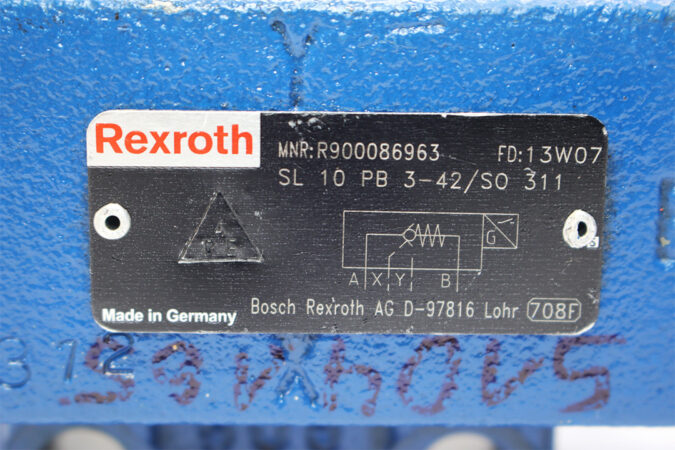 Y
Rexroth
MNR:R900086963 FD:13W07
SL 10 PB 3-42/SO 311
G
A X Y B
Made in Germany
Bosch Rexroth AG D-97816 Lohr 708F
312
X